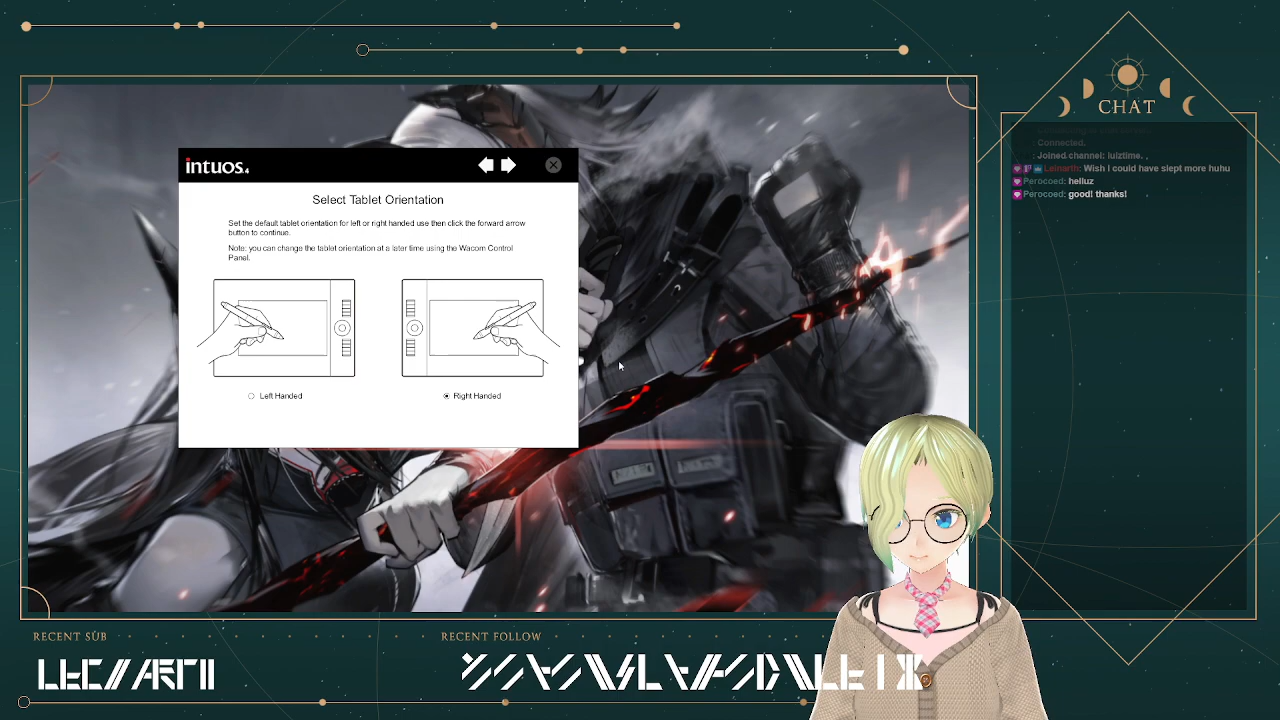 CHAT
Connected.
: Joined channel: lulztime. ,
Leinarth: Wish I could have slept more huhu
Perocoed: helluz
Perocoed: good! thanks!
intuos4
Select Tablet Orientation
Set the default tablet orientation for left or right handed use then click the forward arrow
button to continue.
Note: you can change the tablet orientation at a later time using the Wacom Control
Panel.
Left Handed
Right Handed
RECENT SUB
RECENT FOLLOW